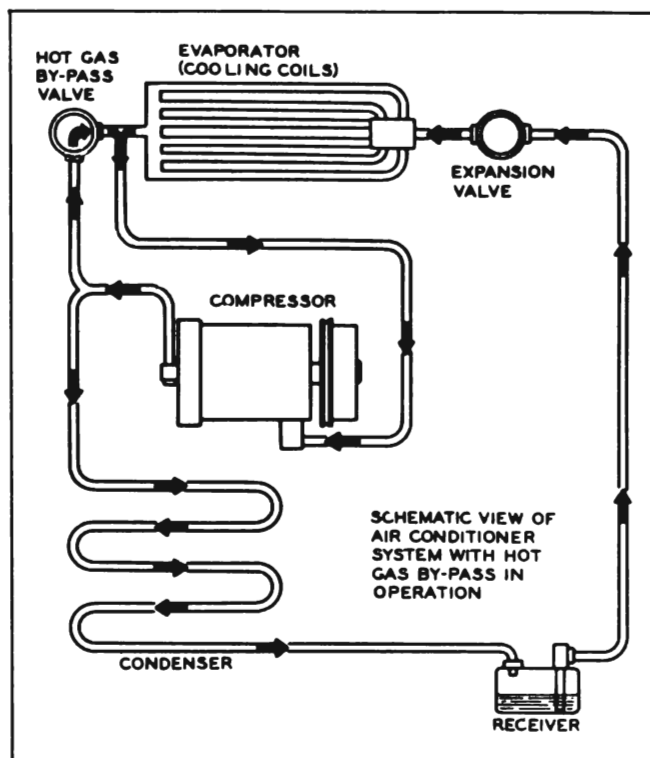 HOT GAS
BY-PASS
VALVE
EVAPORATOR
(COOLING COILS)
EXPANSION
VALVE
COMPRESSOR
SCHEMATIC VIEW OF
AIR CONDITIONER
SYSTEM WITH HOT
GAS BY-PASS IN
OPERATION
CONDENSER
RECEIVER